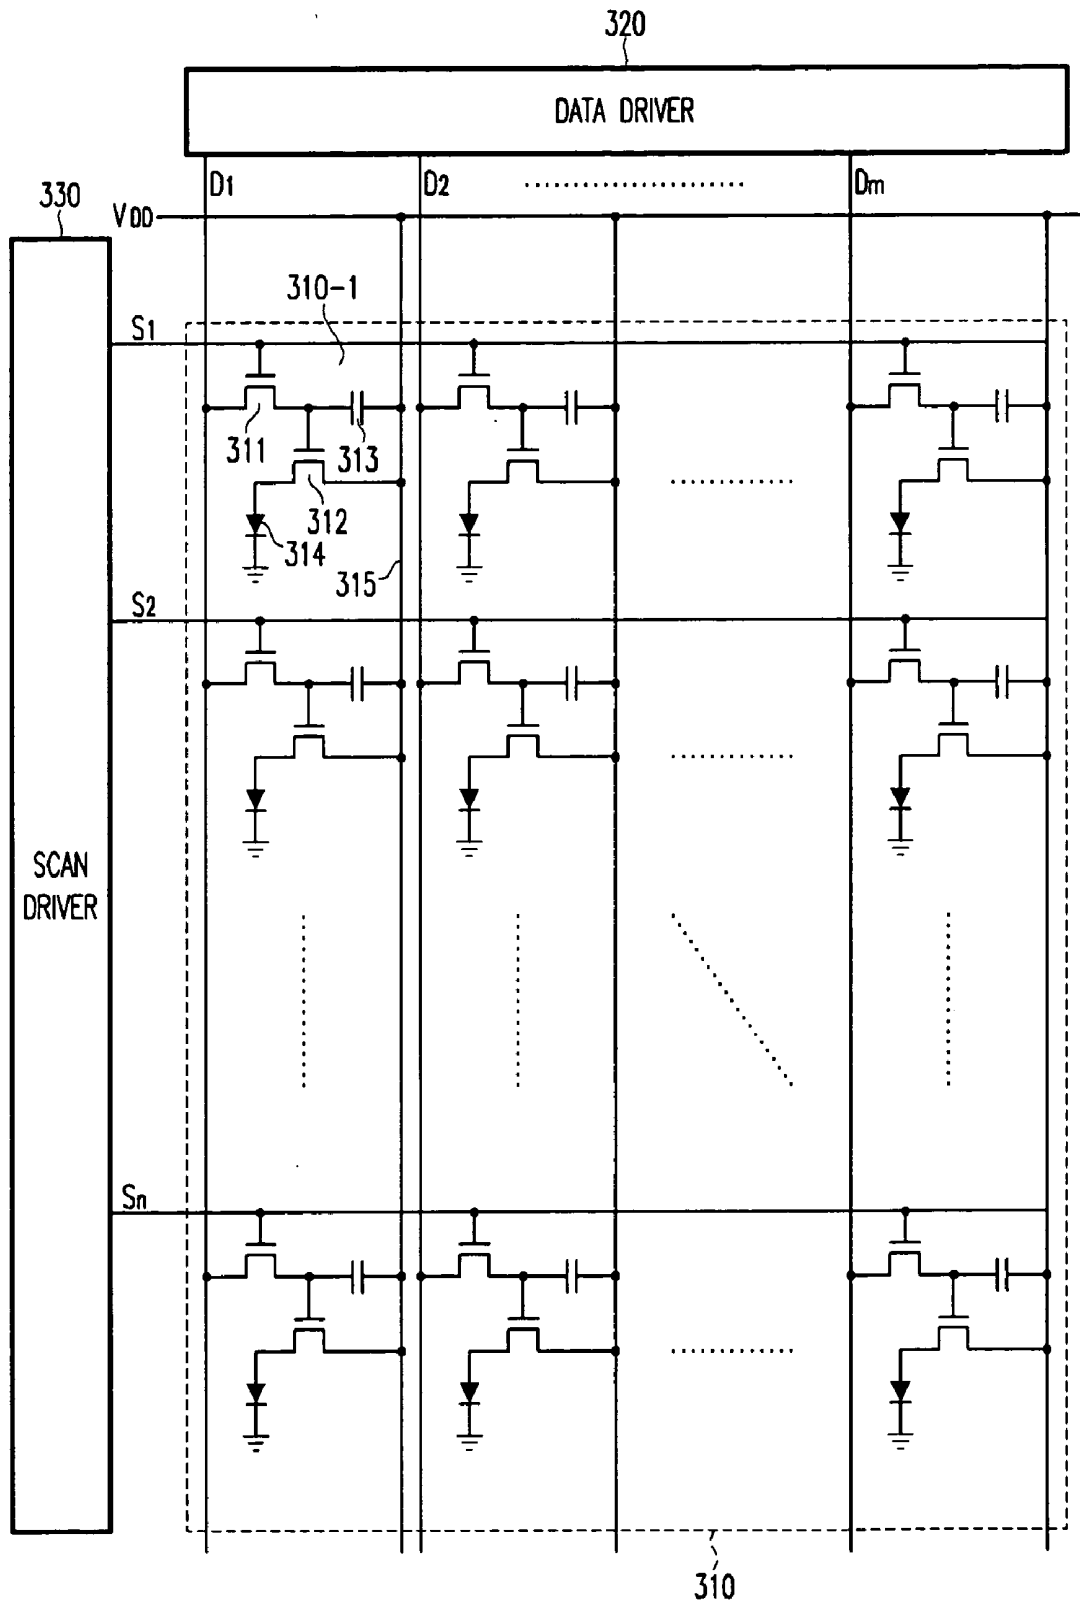 320
DATA DRIVER
D1 D2 Dm
330
VDD
310-1
S1
311 313
312
314
315
S2
SCAN
DRIVER
Sn
310